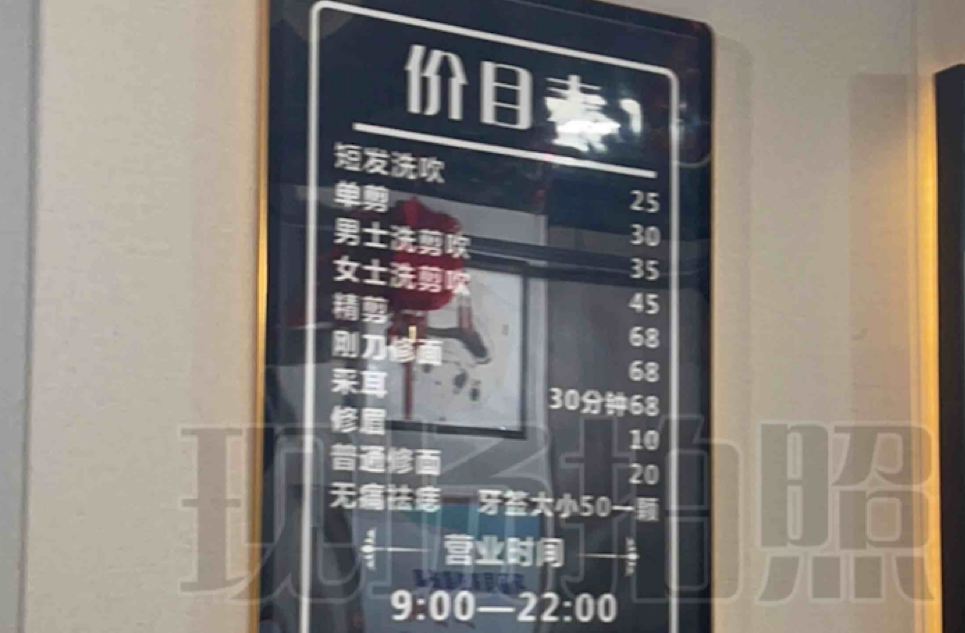 价目表
短发洗吹 25
单剪 30
男士洗剪吹 35
女士洗剪吹 45
精剪 68
刚刀修面 68
采耳 30分钟68
修眉 10
普通修面 20
无痛祛痣 牙签大小50一颗
营业时间
9:00—22:00
现场拍照